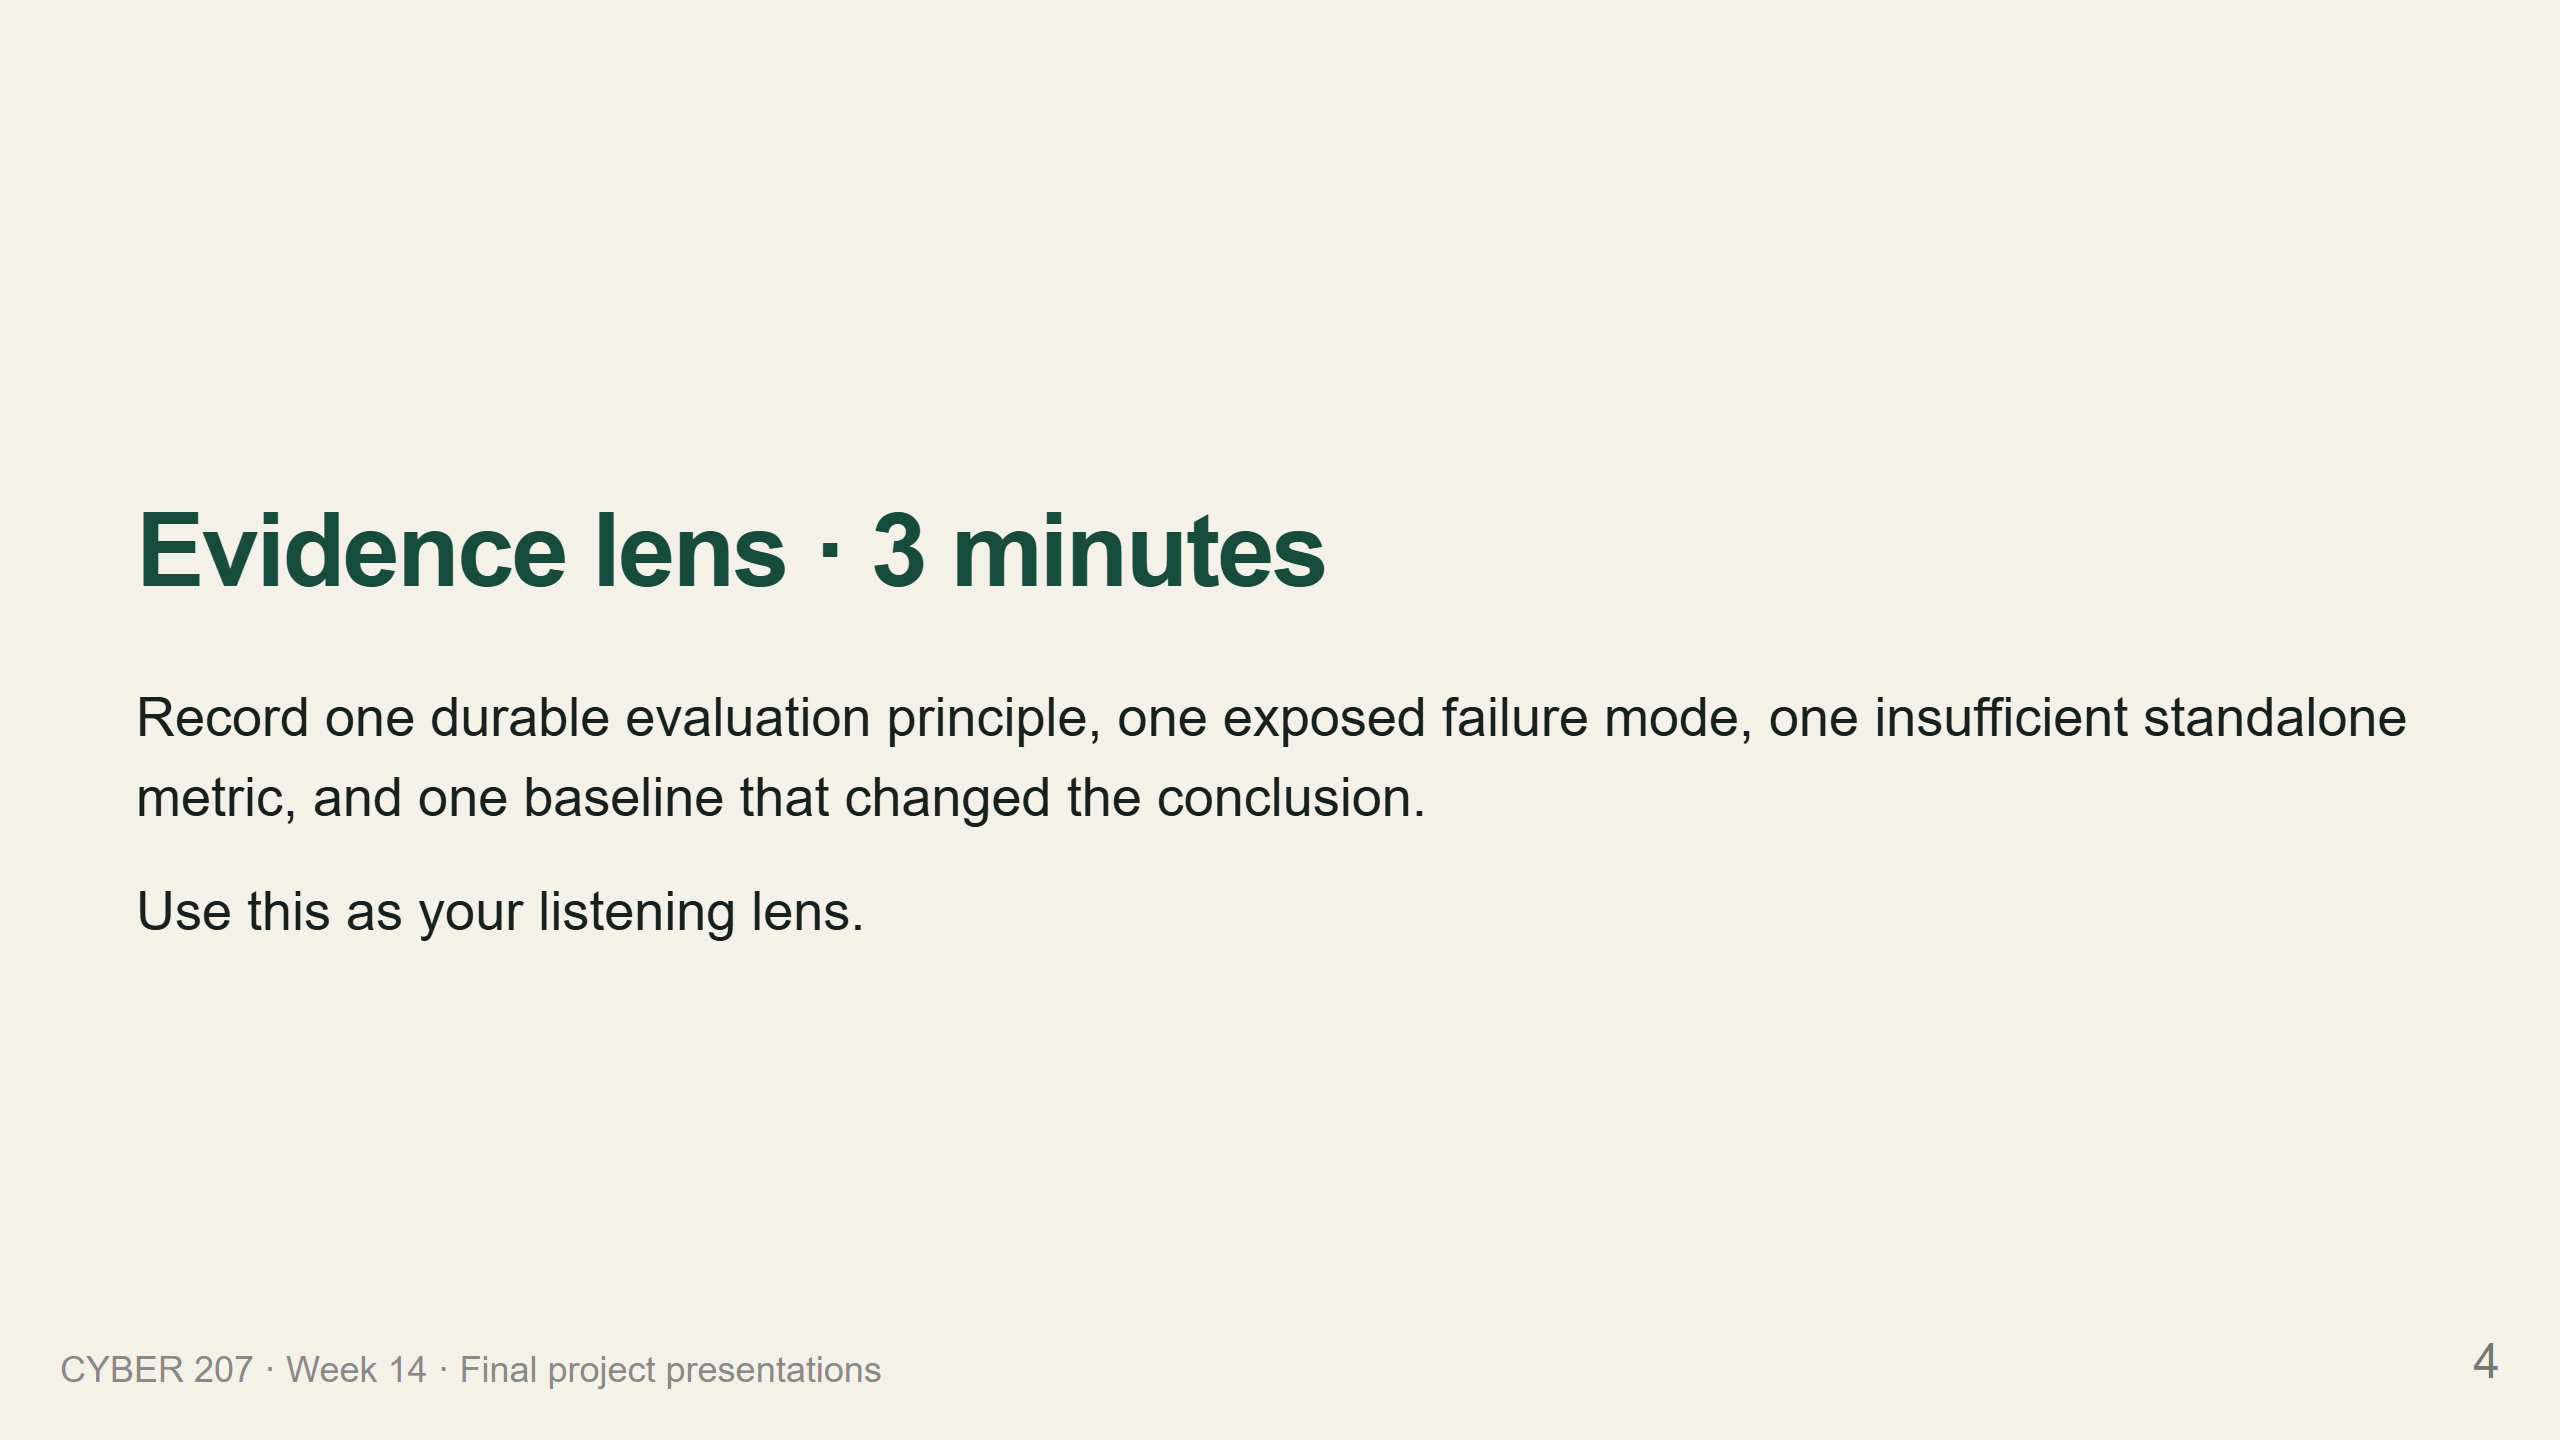 Evidence lens · 3 minutes
Record one durable evaluation principle, one exposed failure mode, one insufficient standalone
metric, and one baseline that changed the conclusion.
Use this as your listening lens.
CYBER 207 · Week 14 · Final project presentations
4